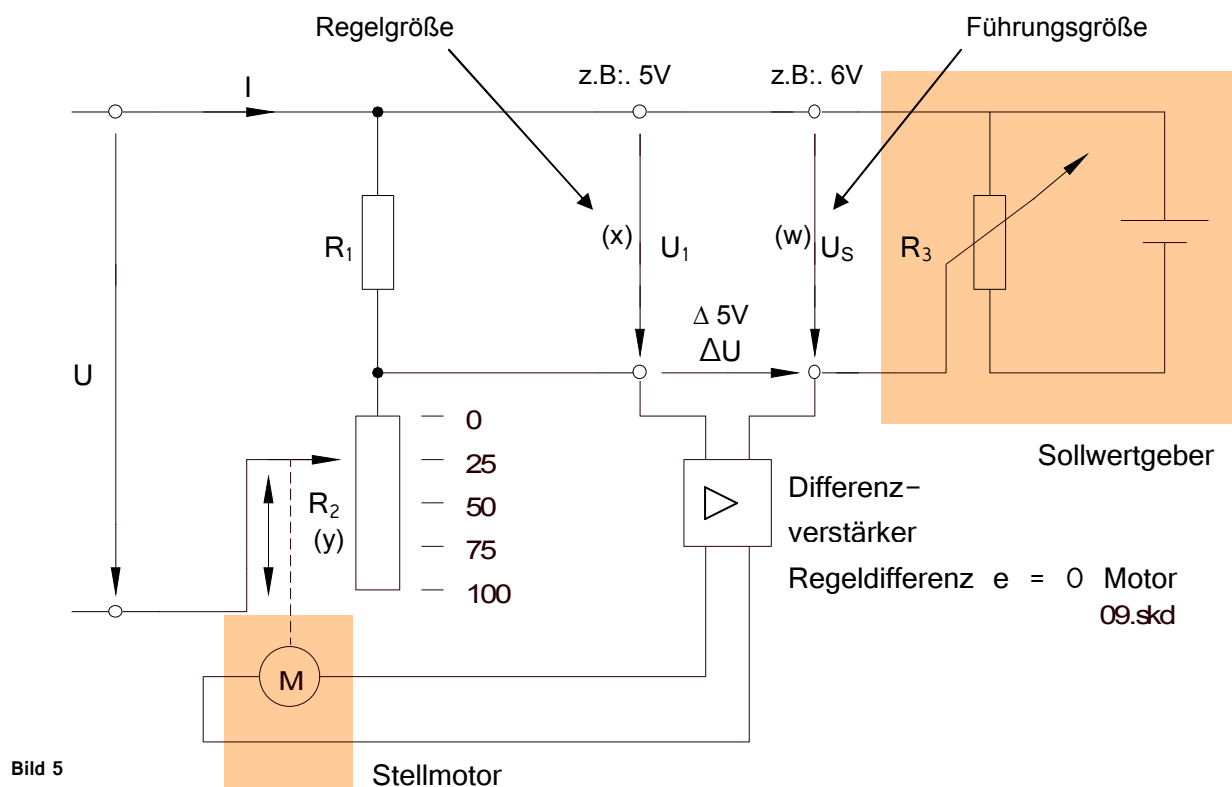 Regelgröße
Führungsgröße
z.B:. 5V
z.B:. 6V
I
R1
(x)
U1
(w)
US
R3
Δ 5V
ΔU
U
0
25
50
75
100
R2
(y)
Sollwertgeber
Differenz-
verstärker
Regeldifferenz e = 0 Motor
09.skd
M
Bild 5
Stellmotor